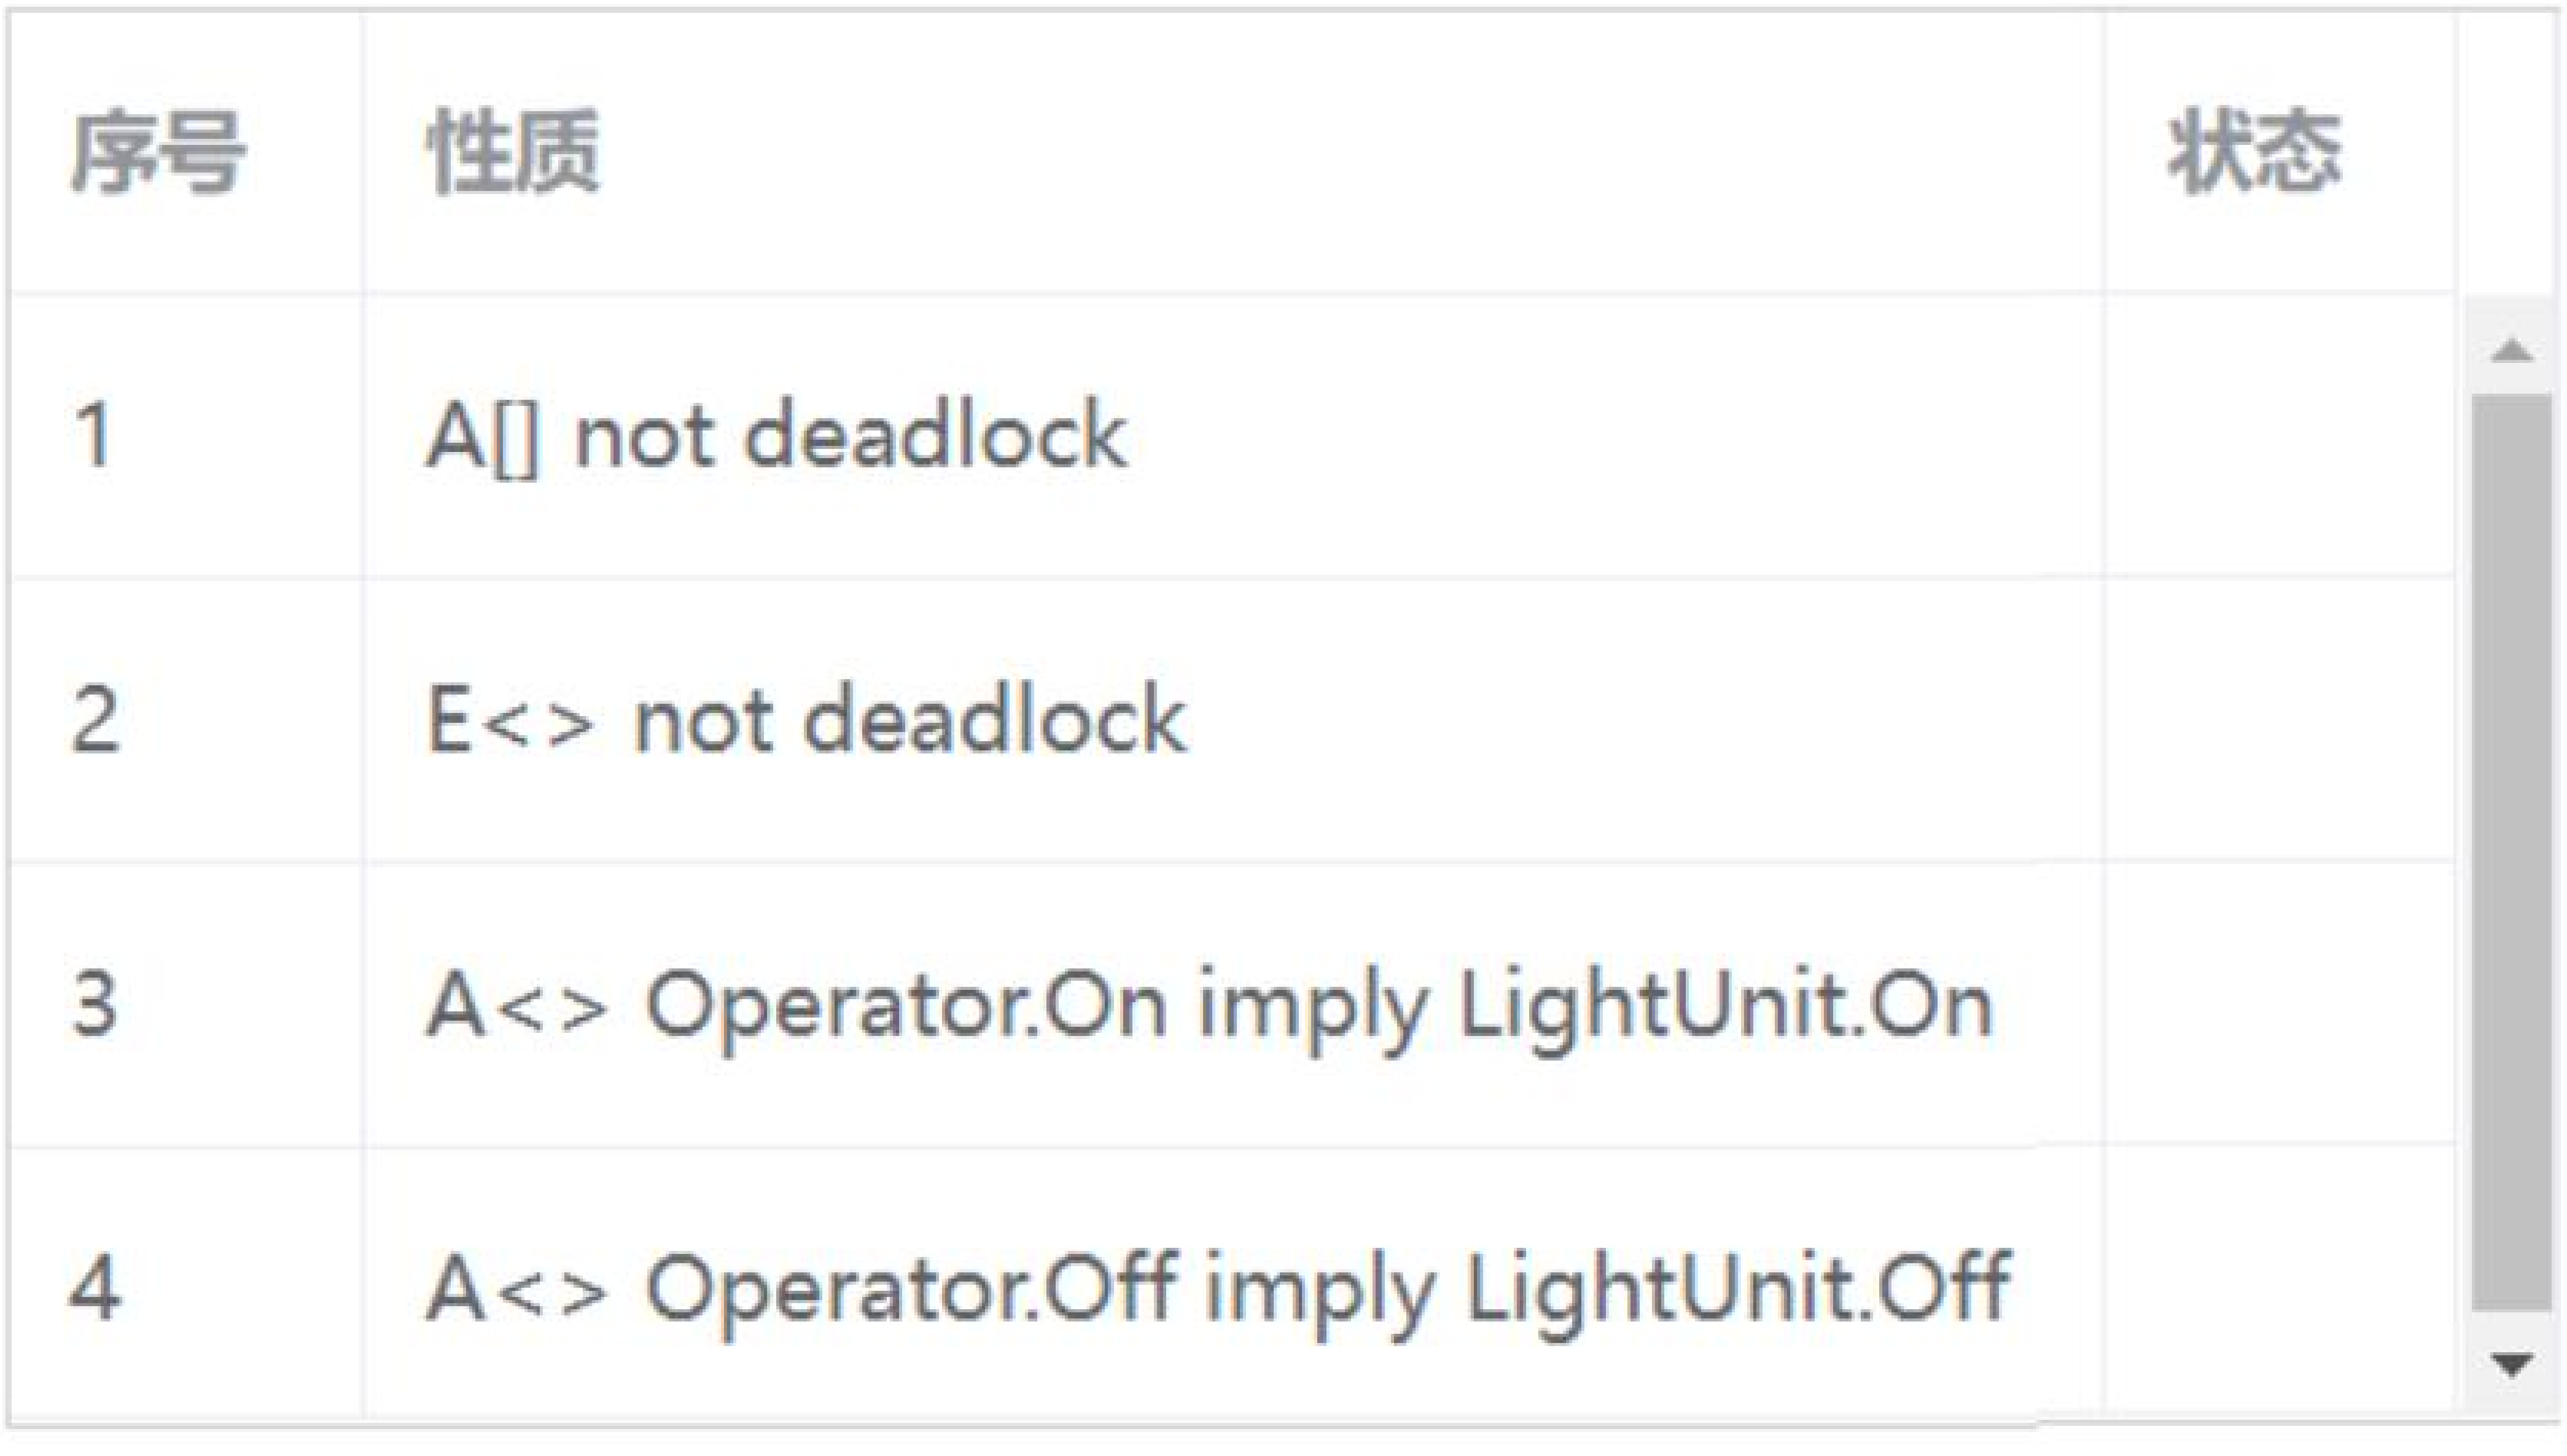 序号 性质 状态
1 A[] not deadlock
2 E<> not deadlock
3 A<> Operator.On imply LightUnit.On
4 A<> Operator.Off imply LightUnit.Off